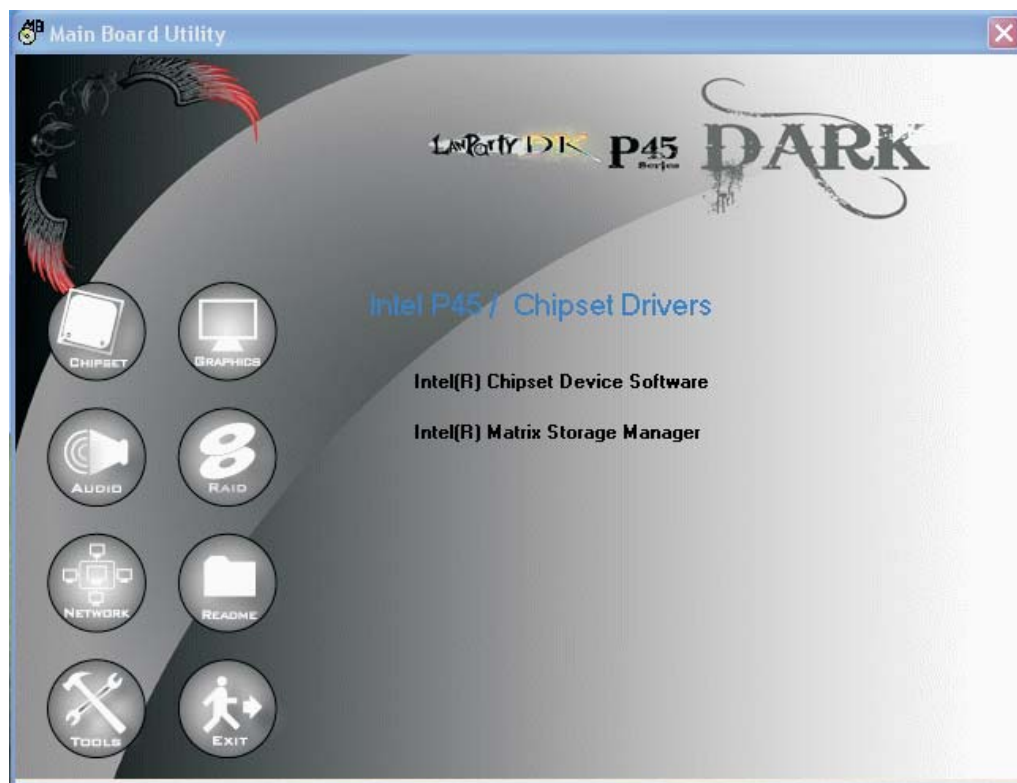 Main Board Utility
LANPARTY DK P45 DARK
Series
Intel P45 / Chipset Drivers
CHIPSET GRAPHICS
Intel(R) Chipset Device Software
Intel(R) Matrix Storage Manager
AUDIO RAID
NETWORK README
TOOLS EXIT